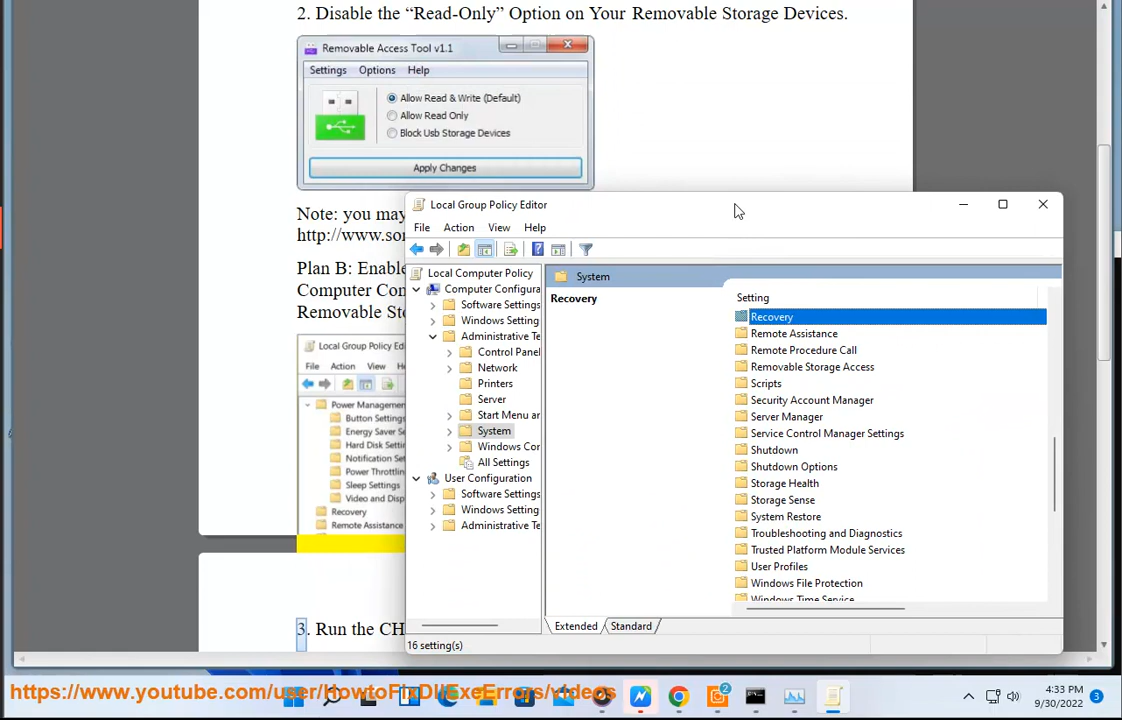 2. Disable the “Read-Only” Option on Your Removable Storage Devices.
Removable Access Tool v1.1
Settings Options Help
Allow Read & Write (Default)
Allow Read Only
Block Usb Storage Devices
Apply Changes
Note: you may
http://www.so
Plan B: Enable
Computer Con
Removable Sto
Local Group Policy Edi
File Action View He
Power Management
Button Settings
Energy Saver Se
Hard Disk Setti
Notification Set
Power Throttlin
Sleep Settings
Video and Disp
Recovery
Remote Assistance
3. Run the CH
Local Group Policy Editor
File Action View Help
Local Computer Policy
Computer Configura
Software Settings
Windows Setting
Administrative Te
Control Panel
Network
Printers
Server
Start Menu an
System
Windows Con
All Settings
User Configuration
Software Settings
Windows Setting
Administrative Te
System
Recovery
Setting
Recovery
Remote Assistance
Remote Procedure Call
Removable Storage Access
Scripts
Security Account Manager
Server Manager
Service Control Manager Settings
Shutdown
Shutdown Options
Storage Health
Storage Sense
System Restore
Troubleshooting and Diagnostics
Trusted Platform Module Services
User Profiles
Windows File Protection
Windows Time Service
Extended Standard
16 setting(s)
https://www.youtube.com/user/HowtoFixDllExeErrors/videos
2
4:33 PM
9/30/2022
3